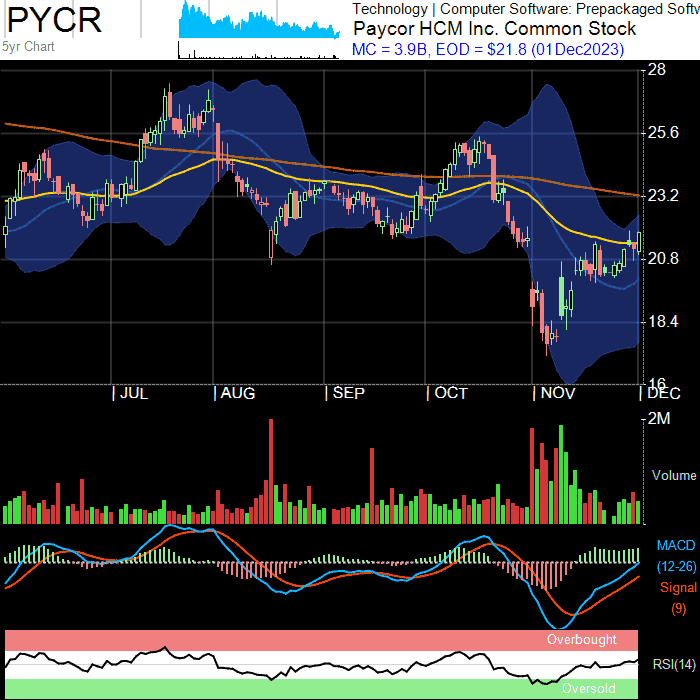 PYCR
5yr Chart
Technology | Computer Software: Prepackaged Softw
Paycor HCM Inc. Common Stock
MC = 3.9B, EOD = $21.8 (01Dec2023)
28
25.6
23.2
20.8
18.4
16
| JUL | AUG | SEP | OCT | NOV | DEC
2M
Volume
MACD
(12-26)
Signal
(9)
Overbought
RSI(14)
Oversold